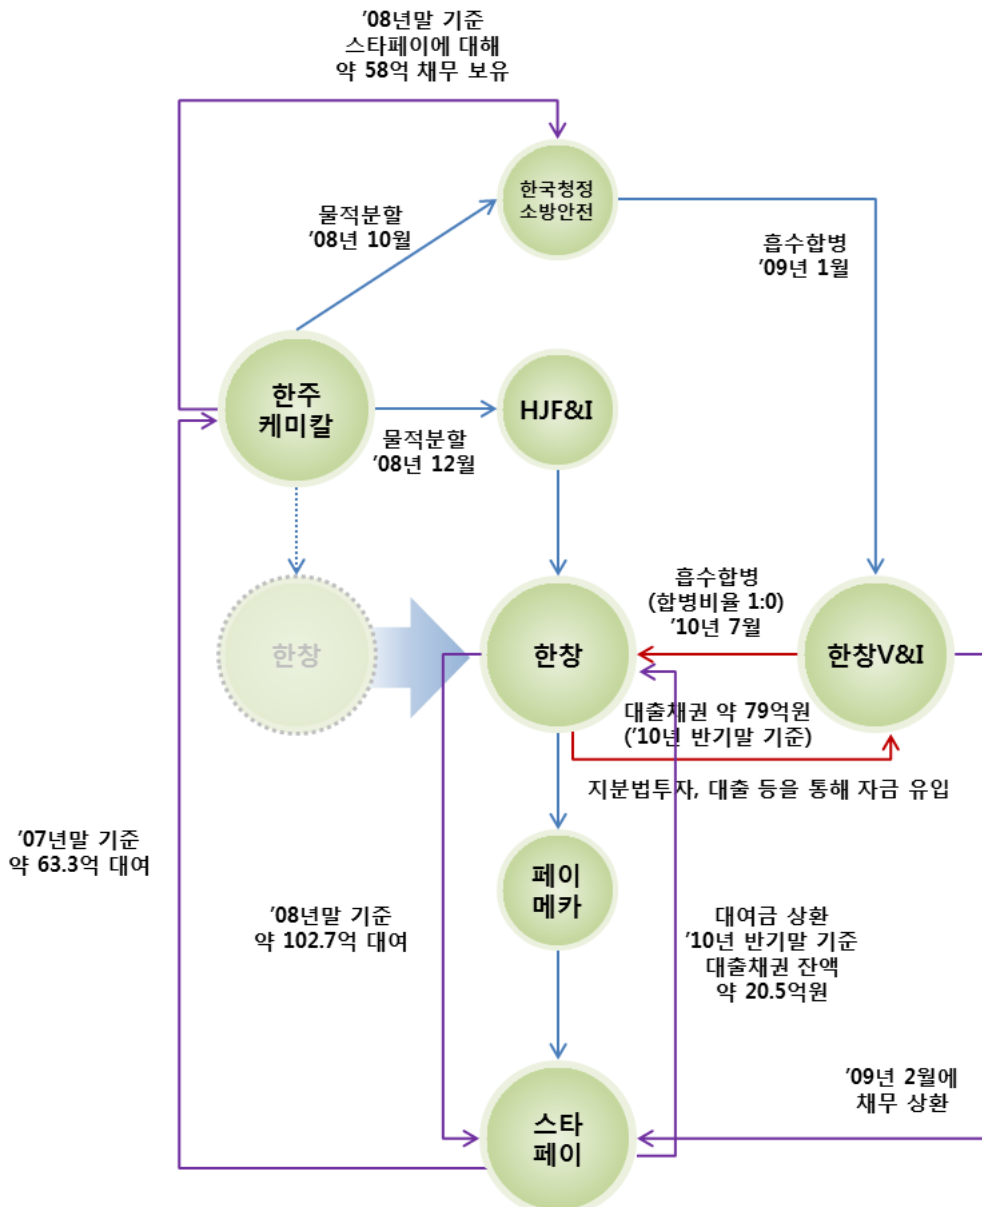 '08년말 기준
스타페이에 대해
약 58억 채무 보유
한국청정
소방안전
물적분할
'08년 10월
흡수합병
'09년 1월
한주
케미칼
HJF&I
물적분할
'08년 12월
흡수합병
(합병비율 1:0)
'10년 7월
한창
한창
한창V&I
대출채권 약 79억원
('10년 반기말 기준)
지분법투자, 대출 등을 통해 자금 유입
'07년말 기준
약 63.3억 대여
페이
메카
'08년말 기준
약 102.7억 대여
대여금 상환
'10년 반기말 기준
대출채권 잔액
약 20.5억원
'09년 2월에
채무 상환
스타
페이